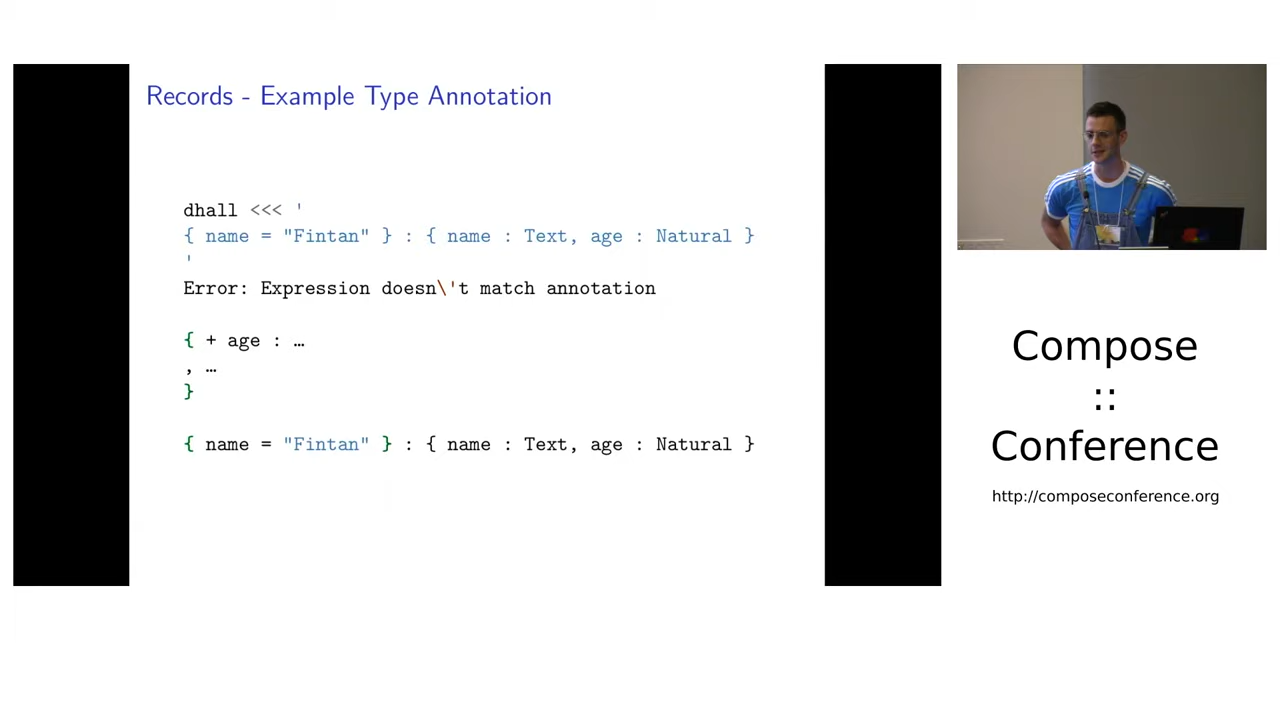 Records - Example Type Annotation
dhall <<< '
{ name = "Fintan" } : { name : Text, age : Natural }
'
Error: Expression doesn\'t match annotation
{ + age : …
, …
}
{ name = "Fintan" } : { name : Text, age : Natural }
Compose
::
Conference
http://composeconference.org